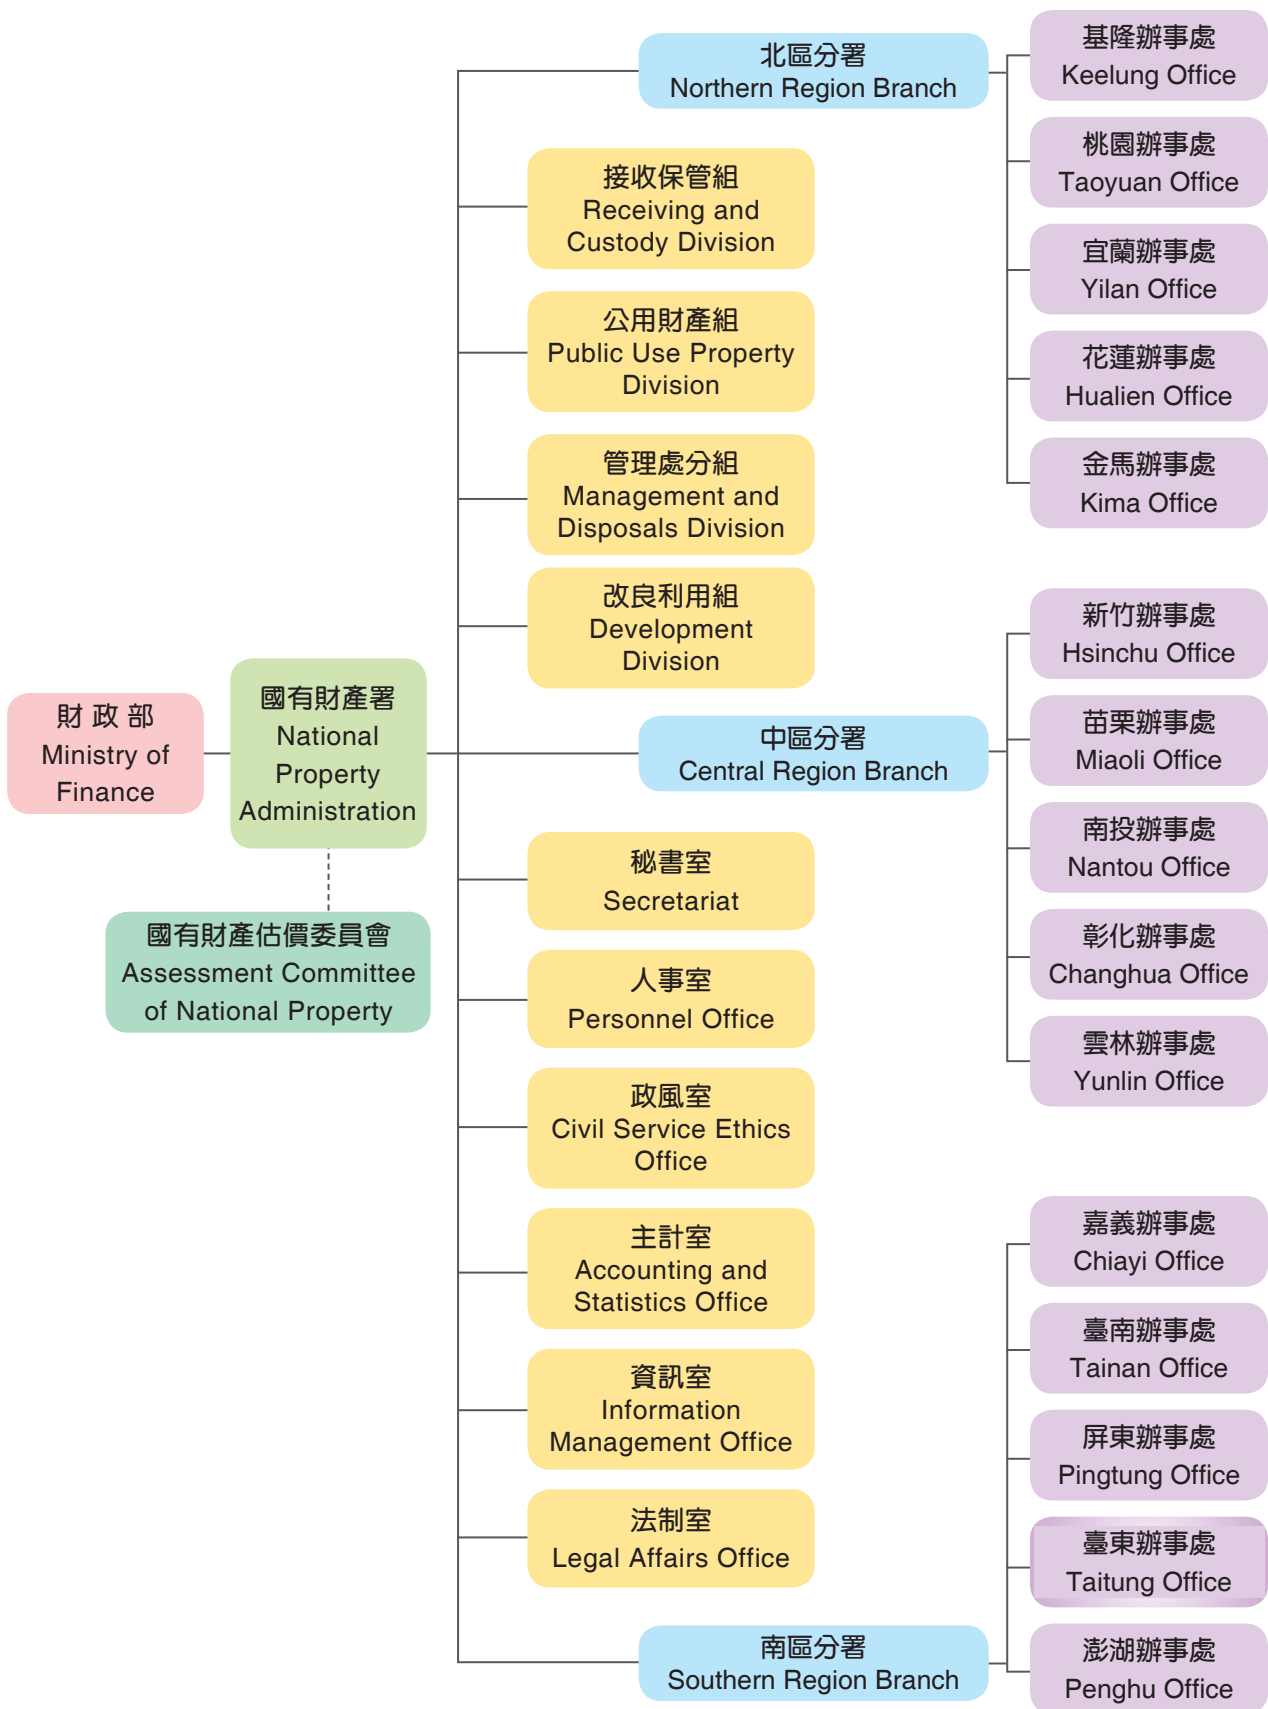 財政部
Ministry of
Finance
國有財產署
National
Property
Administration
國有財產估價委員會
Assessment Committee
of National Property
北區分署
Northern Region Branch
接收保管組
Receiving and
Custody Division
公用財產組
Public Use Property
Division
管理處分組
Management and
Disposals Division
改良利用組
Development
Division
中區分署
Central Region Branch
秘書室
Secretariat
人事室
Personnel Office
政風室
Civil Service Ethics
Office
主計室
Accounting and
Statistics Office
資訊室
Information
Management Office
法制室
Legal Affairs Office
南區分署
Southern Region Branch
基隆辦事處
Keelung Office
桃園辦事處
Taoyuan Office
宜蘭辦事處
Yilan Office
花蓮辦事處
Hualien Office
金馬辦事處
Kima Office
新竹辦事處
Hsinchu Office
苗栗辦事處
Miaoli Office
南投辦事處
Nantou Office
彰化辦事處
Changhua Office
雲林辦事處
Yunlin Office
嘉義辦事處
Chiayi Office
臺南辦事處
Tainan Office
屏東辦事處
Pingtung Office
臺東辦事處
Taitung Office
澎湖辦事處
Penghu Office